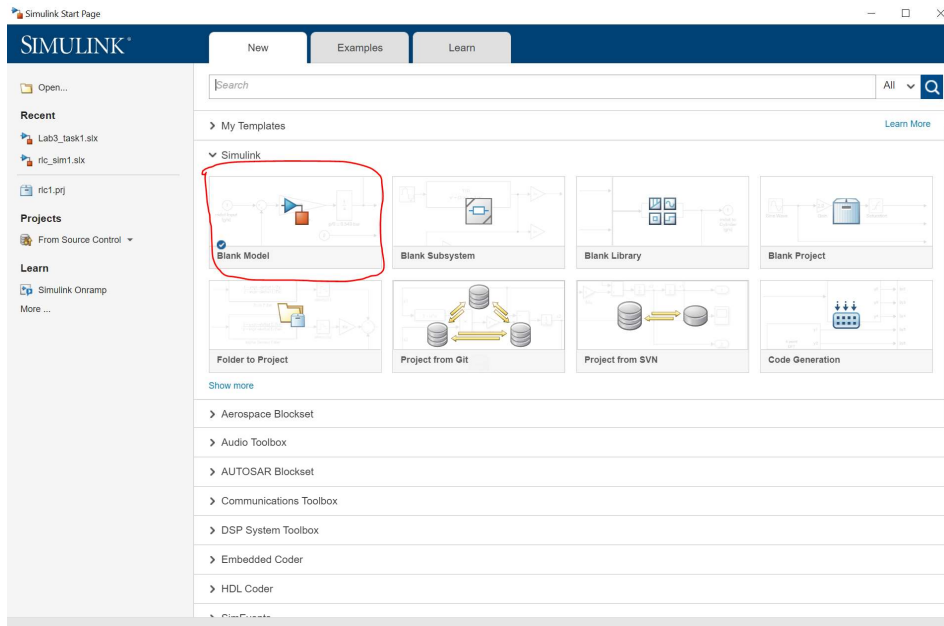 Simulink Start Page
SIMULINK®
New
Examples
Learn
Open...
Recent
Lab3_task1.slx
rlc_sim1.slx
rlc1.prj
Projects
From Source Control
Learn
Simulink Onramp
More ...
Search
All
My Templates
Learn More
Simulink
Blank Model
Blank Subsystem
Blank Library
Blank Project
Folder to Project
Project from Git
Project from SVN
Code Generation
Show more
Aerospace Blockset
Audio Toolbox
AUTOSAR Blockset
Communications Toolbox
DSP System Toolbox
Embedded Coder
HDL Coder